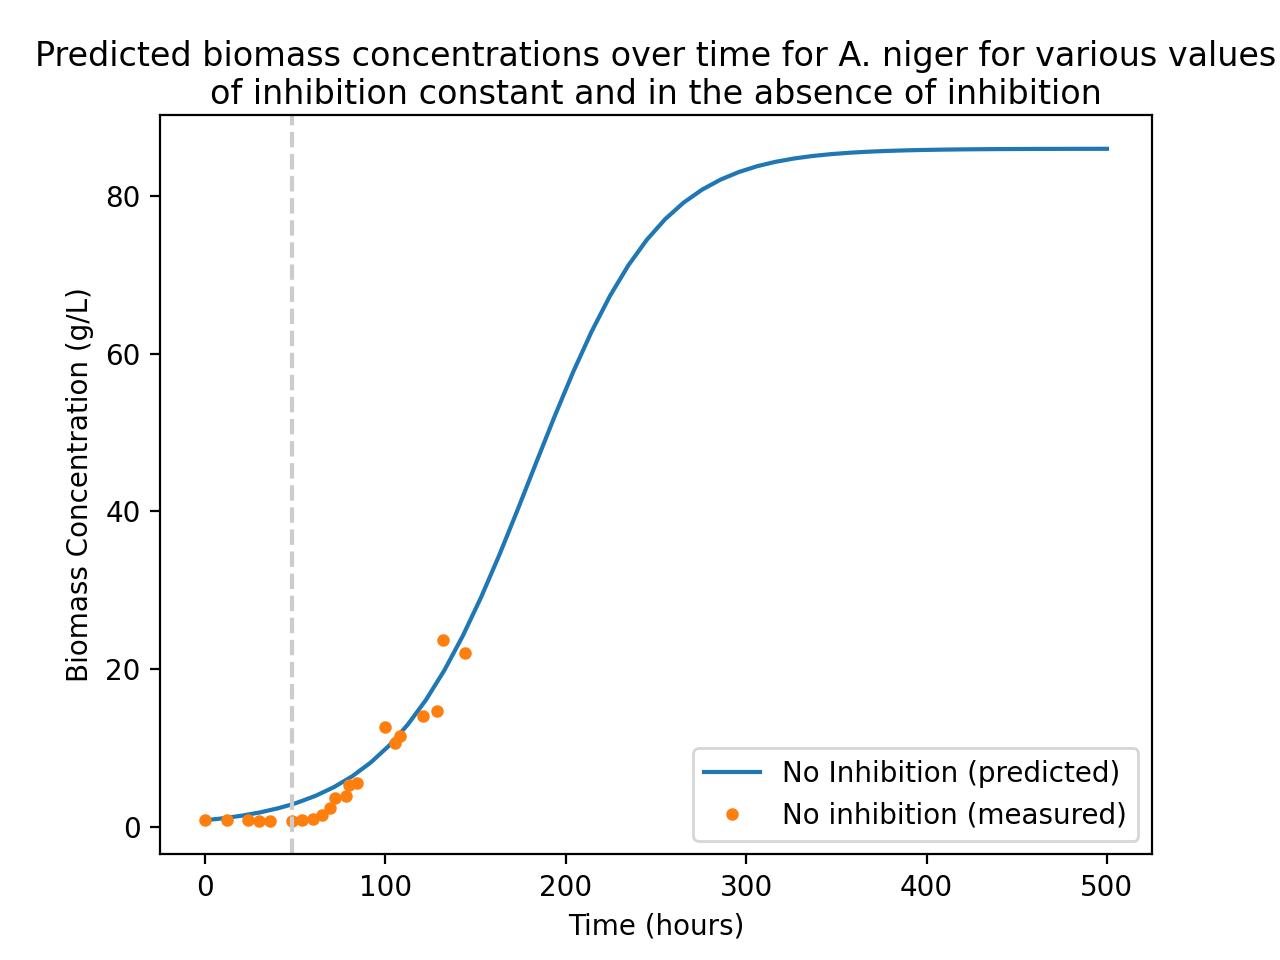 Predicted biomass concentrations over time for A. niger for various values
of inhibition constant and in the absence of inhibition
80
60
40
20
0
Biomass Concentration (g/L)
No Inhibition (predicted)
No inhibition (measured)
0 100 200 300 400 500
Time (hours)